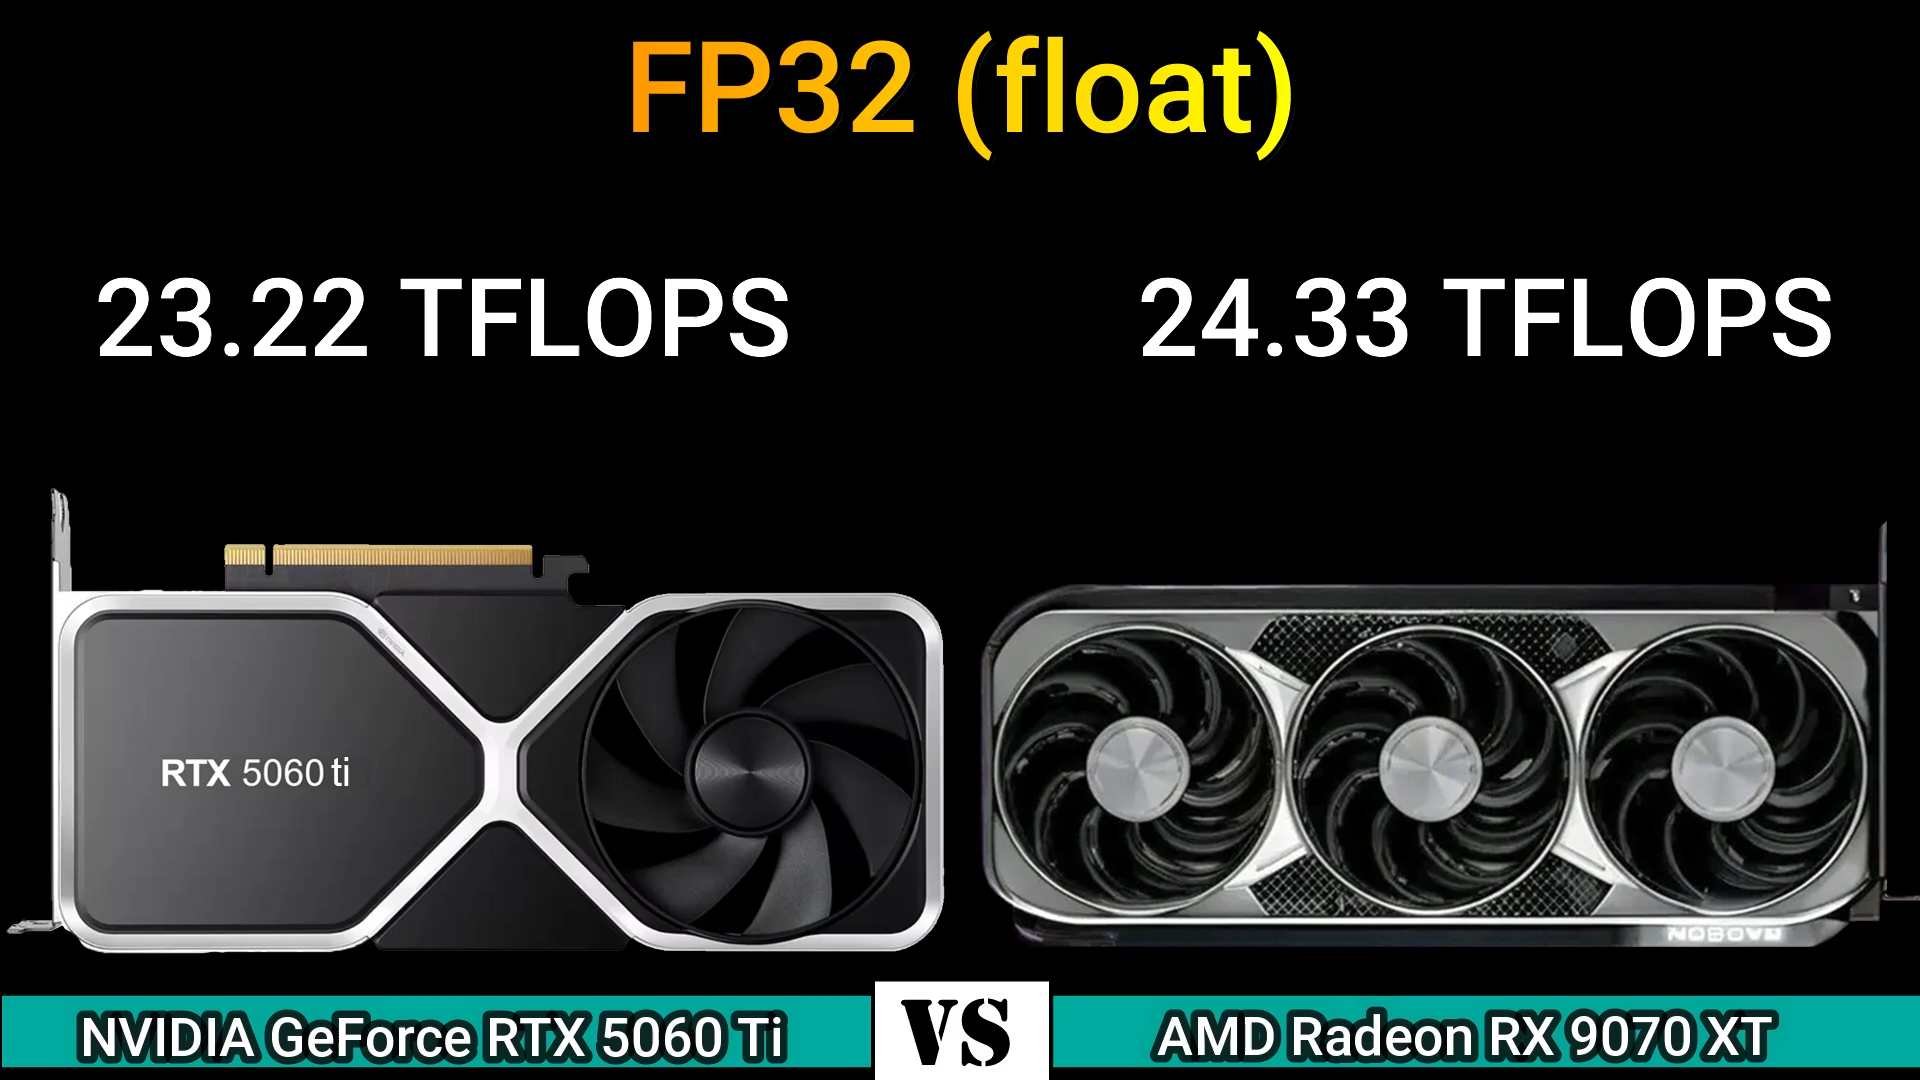 FP32 (float)
23.22 TFLOPS
24.33 TFLOPS
RTX 5060 ti
NVIDIA GeForce RTX 5060 Ti
VS
AMD Radeon RX 9070 XT